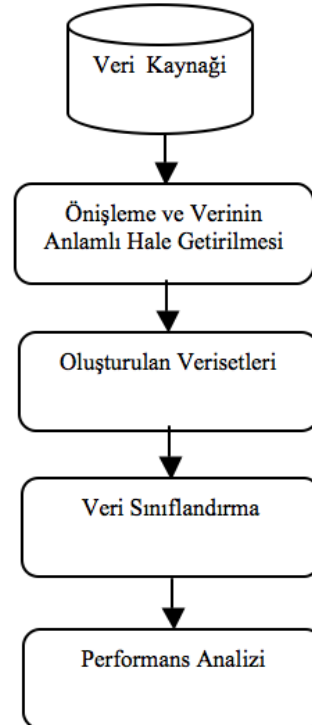 Veri Kaynaği
Önişleme ve Verinin
Anlamlı Hale Getirilmesi
Oluşturulan Verisetleri
Veri Sınıflandırma
Performans Analizi